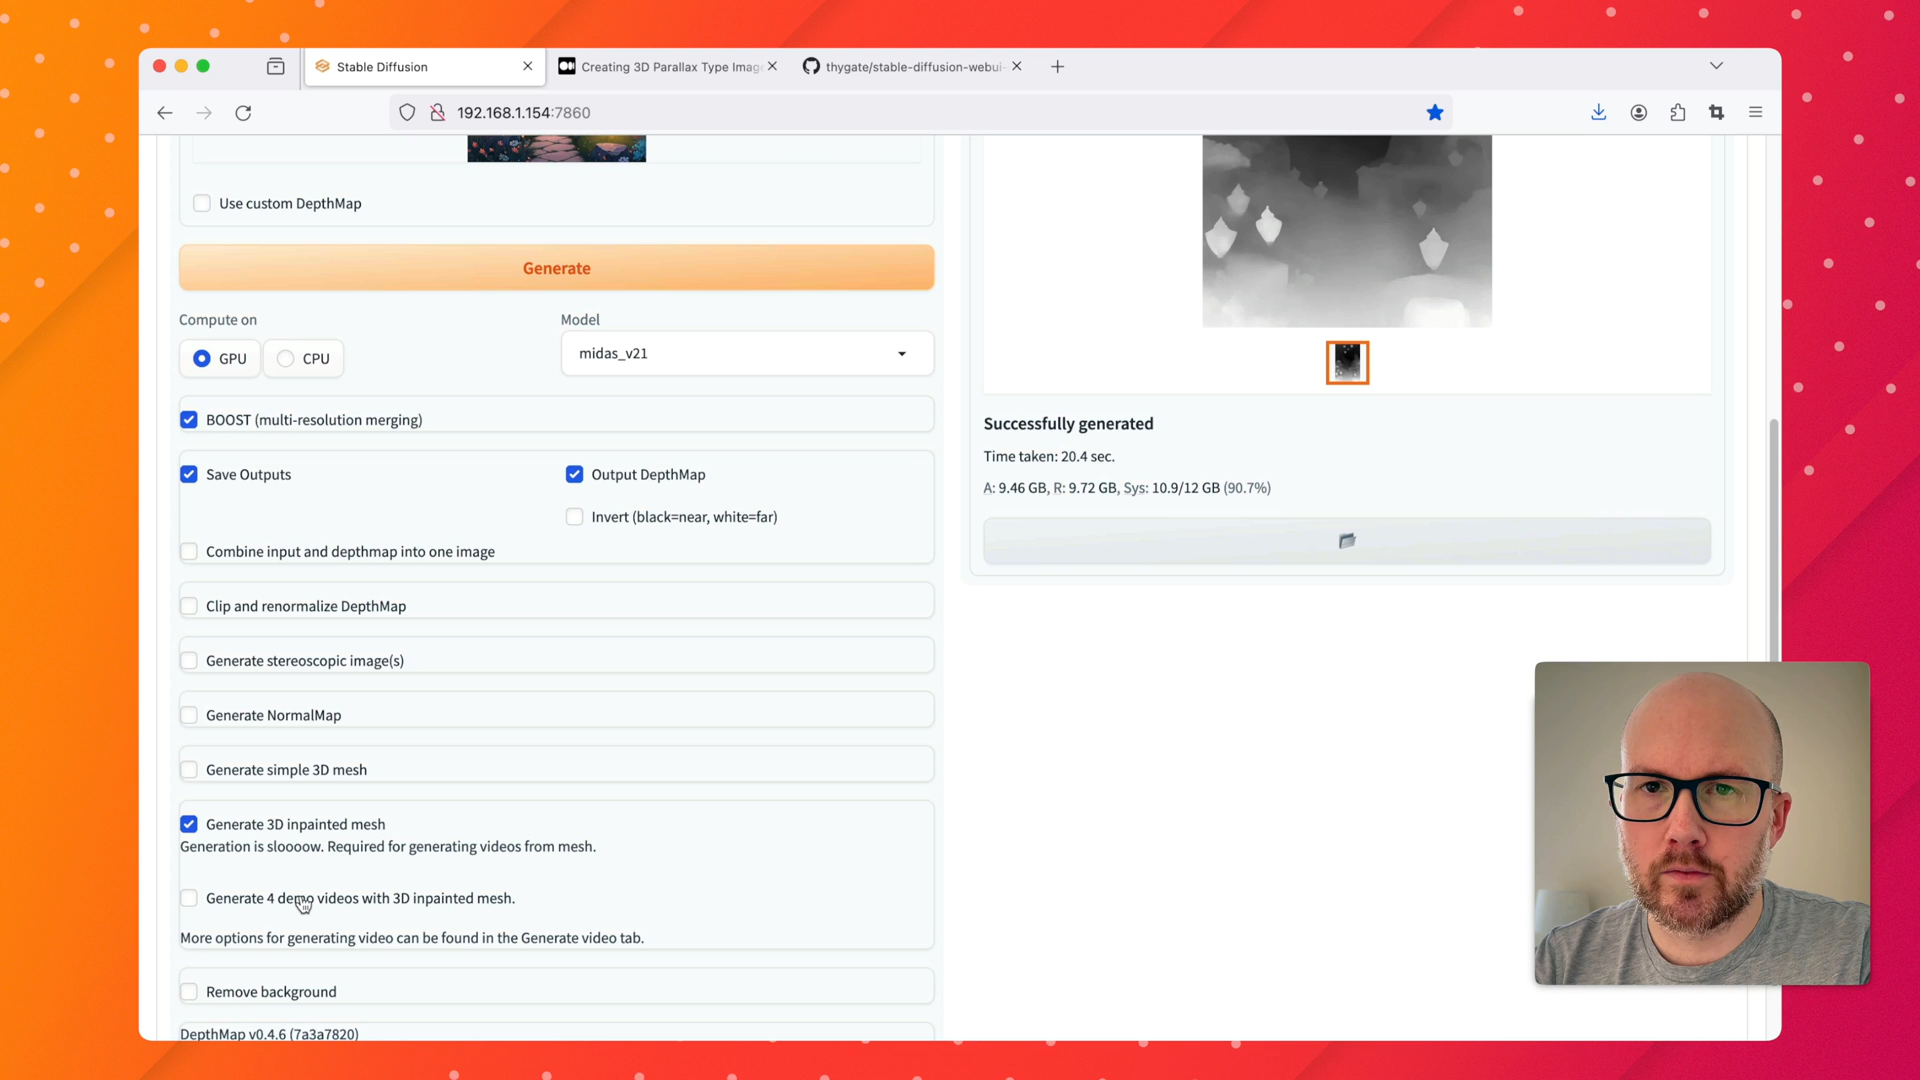 Stable Diffusion
Creating 3D Parallax Type Imag
thygate/stable-diffusion-webui-
192.168.1.154:7860
Use custom DepthMap
Generate
Compute on
Model
GPU
CPU
midas_v21
BOOST (multi-resolution merging)
Save Outputs
Output DepthMap
Invert (black=near, white=far)
Combine input and depthmap into one image
Clip and renormalize DepthMap
Generate stereoscopic image(s)
Generate NormalMap
Generate simple 3D mesh
Generate 3D inpainted mesh
Generation is sloooow. Required for generating videos from mesh.
Generate 4 demo videos with 3D inpainted mesh.
More options for generating video can be found in the Generate video tab.
Remove background
DepthMap v0.4.6 (7a3a7820)
Successfully generated
Time taken: 20.4 sec.
A: 9.46 GB, R: 9.72 GB, Sys: 10.9/12 GB (90.7%)